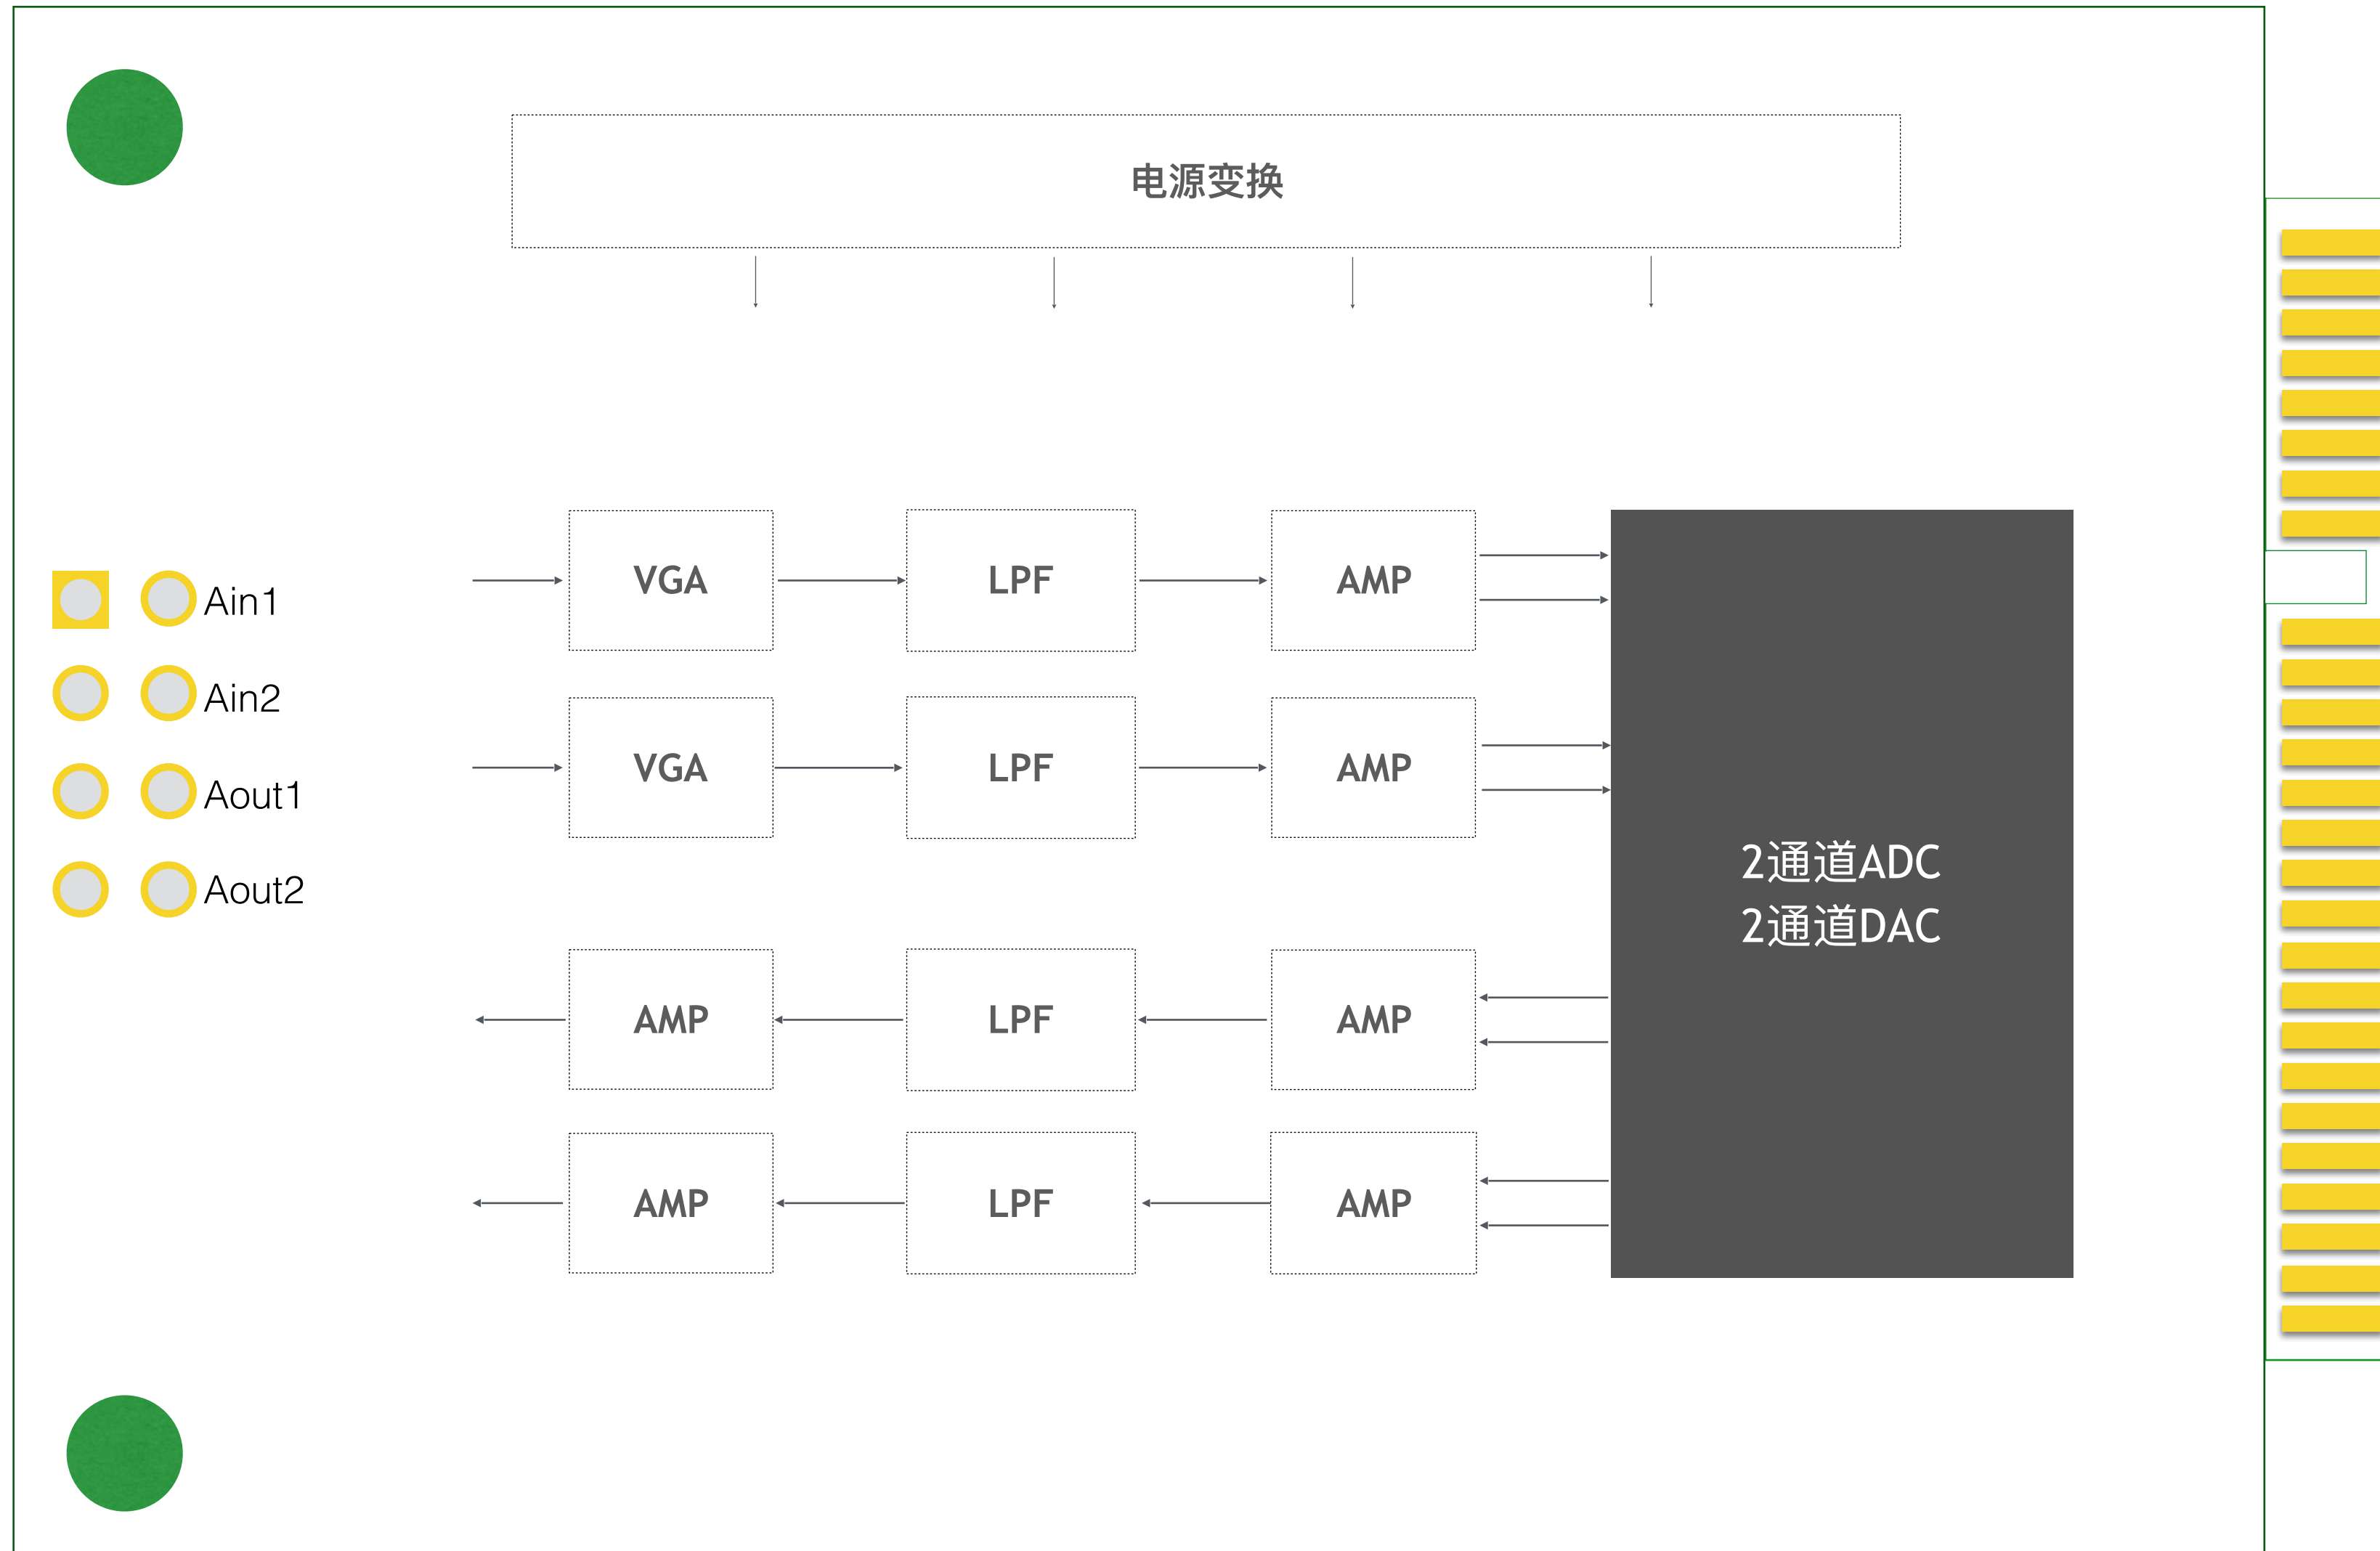 电源变换
VGA
LPF
AMP
Ain1
Ain2
VGA
LPF
AMP
Aout1
Aout2
2通道ADC
2通道DAC
AMP
LPF
AMP
AMP
LPF
AMP